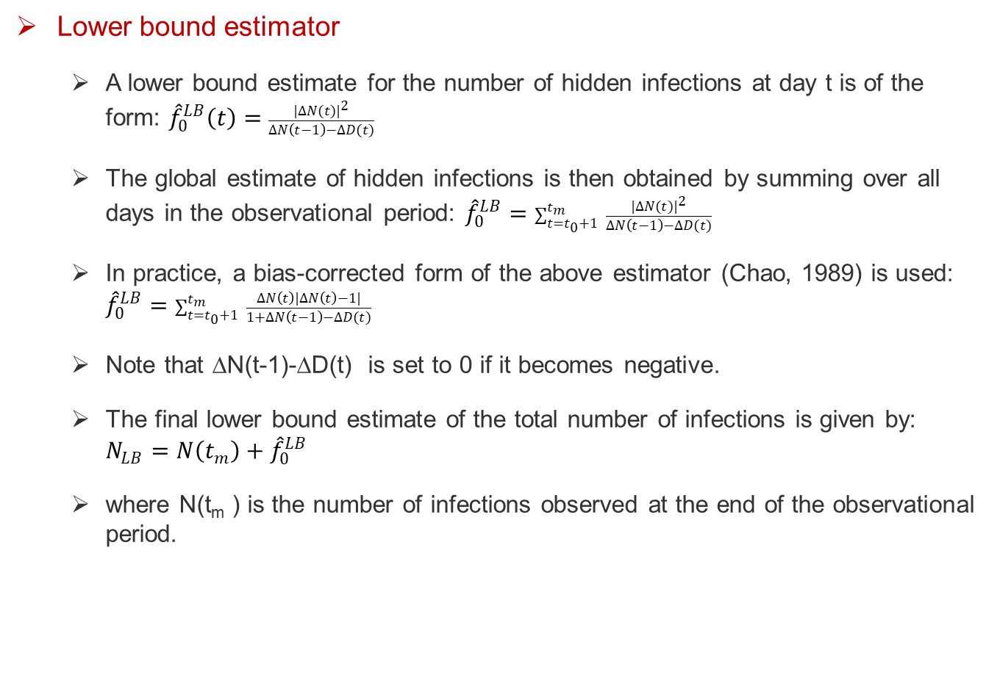 ➢ Lower bound estimator
➢ A lower bound estimate for the number of hidden infections at day t is of the
form: $\hat{f}_0^{LB}(t) = \frac{|\Delta N(t)|^2}{\Delta N(t-1)-\Delta D(t)}$
➢ The global estimate of hidden infections is then obtained by summing over all
days in the observational period: $\hat{f}_0^{LB} = \sum_{t=t_0+1}^{t_m} \frac{|\Delta N(t)|^2}{\Delta N(t-1)-\Delta D(t)}$
➢ In practice, a bias-corrected form of the above estimator (Chao, 1989) is used:
$\hat{f}_0^{LB} = \sum_{t=t_0+1}^{t_m} \frac{\Delta N(t)|\Delta N(t)-1|}{1+\Delta N(t-1)-\Delta D(t)}$
➢ Note that ΔN(t-1)-ΔD(t) is set to 0 if it becomes negative.
➢ The final lower bound estimate of the total number of infections is given by:
$N_{LB} = N(t_m) + \hat{f}_0^{LB}$
➢ where N(t_m ) is the number of infections observed at the end of the observational
period.